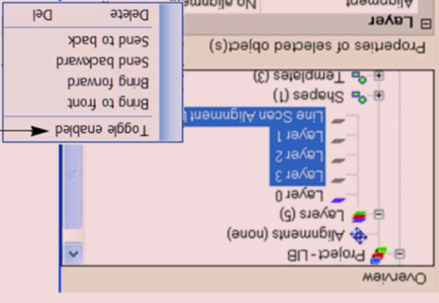 Overview
Project - LIB
Alignments (none)
Layers (5)
Layer 0
Layer 3
Layer 2
Layer 1
Line Scan Alignment
Shapes (1)
Templates (3)
Toggle enabled
Bring to front
Bring forward
Send backward
Send to back
Delete Del
Properties of selected object(s)
Layer
Alignment No alignme